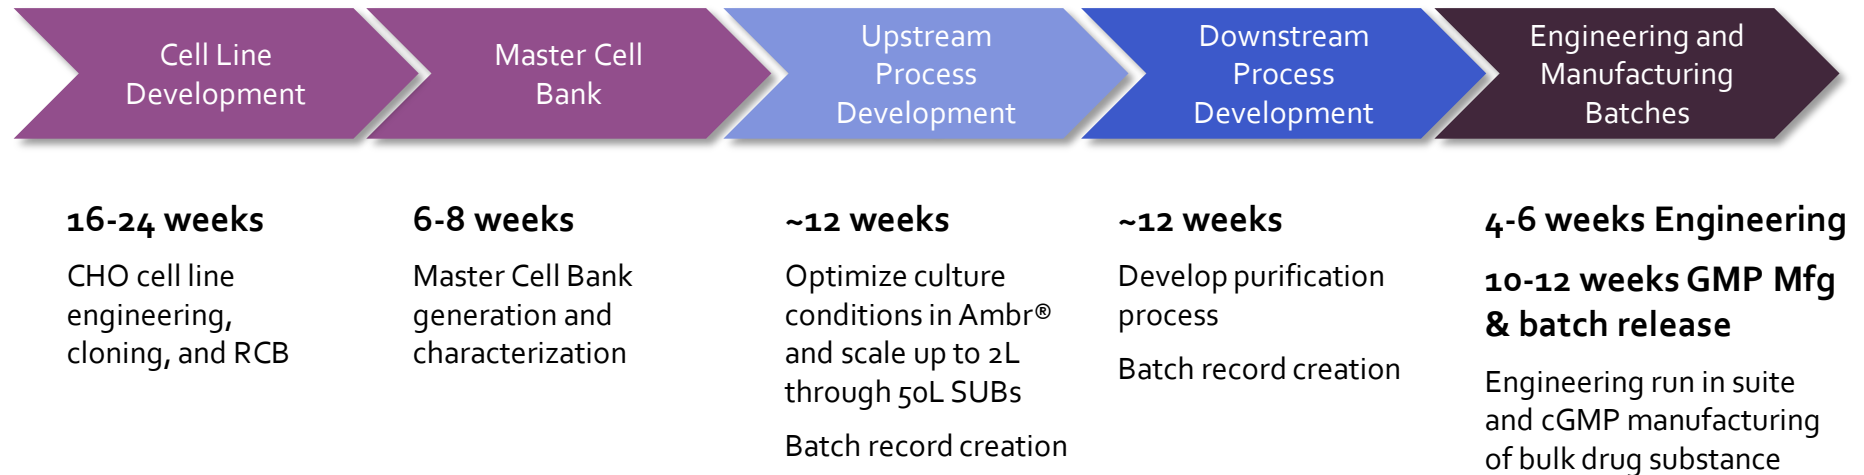 Cell Line
Development
Master Cell
Bank
Upstream
Process
Development
Downstream
Process
Development
Engineering and
Manufacturing
Batches
16-24 weeks
CHO cell line
engineering,
cloning, and RCB
6-8 weeks
Master Cell Bank
generation and
characterization
~12 weeks
Optimize culture
conditions in Ambr®
and scale up to 2L
through 50L SUBs
Batch record creation
~12 weeks
Develop purification
process
Batch record creation
4-6 weeks Engineering
10-12 weeks GMP Mfg
& batch release
Engineering run in suite
and cGMP manufacturing
of bulk drug substance